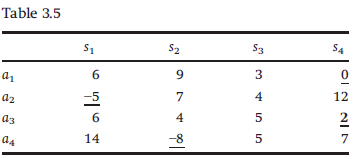 Table 3.5
s1 s2 s3 s4
a1 6 9 3 0
a2 −5 7 4 12
a3 6 4 5 2
a4 14 −8 5 7